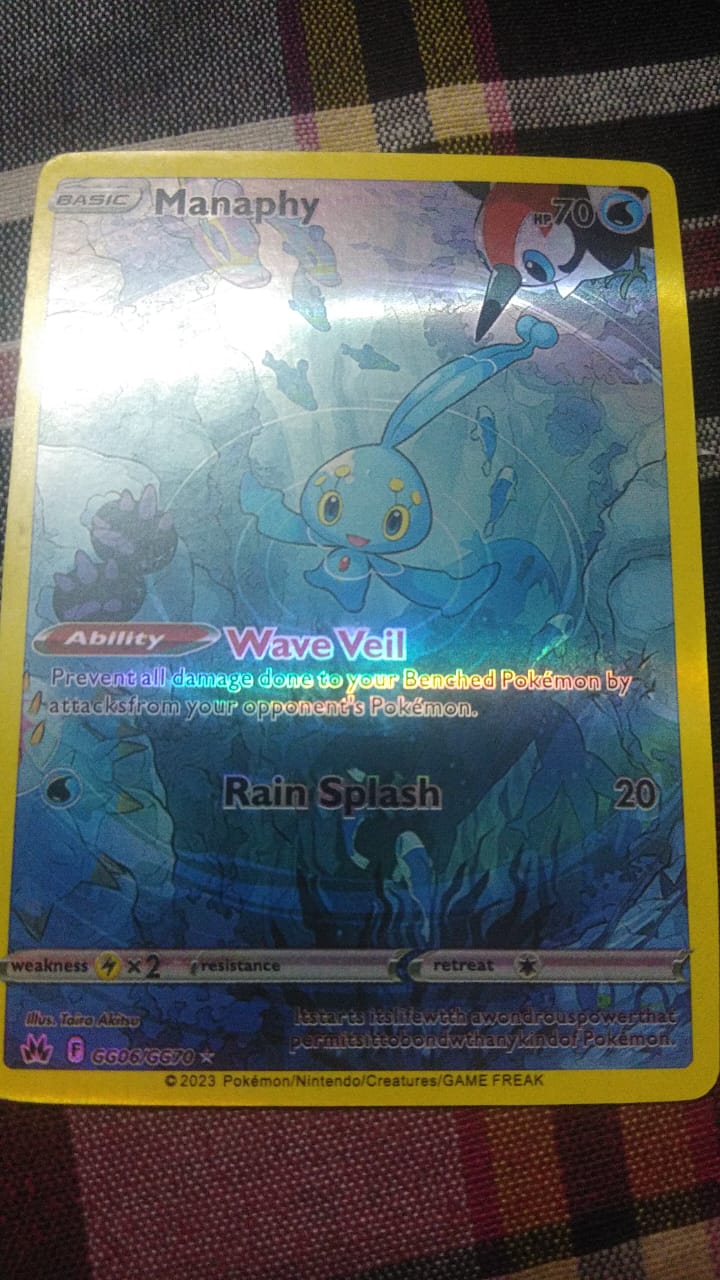 BASIC Manaphy HP 70
Ability Wave Veil
Prevent all damage done to your Benched Pokémon by
attacksfrom your opponent's Pokémon.
Rain Splash 20
weakness ×2 resistance retreat
Illus. Taira Akitsu
Itstarts itslifewth awondrouspowerthat
permitsittobondwthanykindof Pokémon.
F GG06/GG70
©2023 Pokémon/Nintendo/Creatures/GAME FREAK